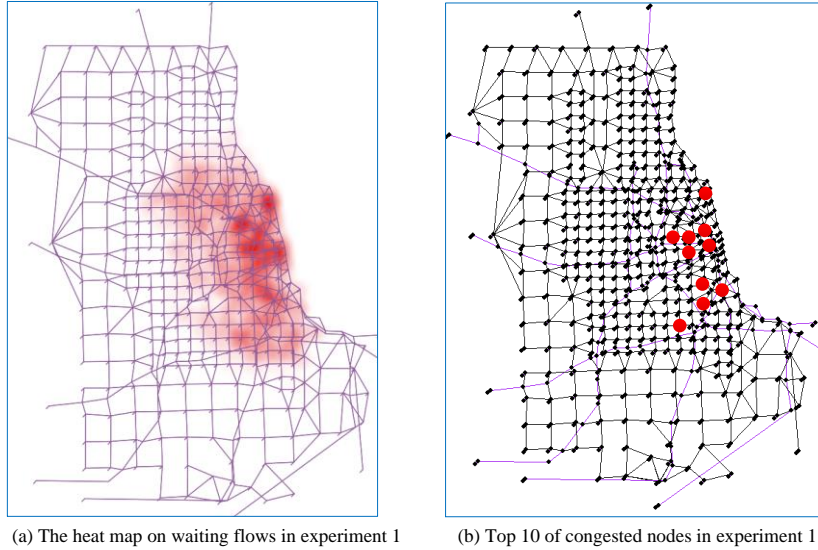 (a) The heat map on waiting flows in experiment 1
(b) Top 10 of congested nodes in experiment 1